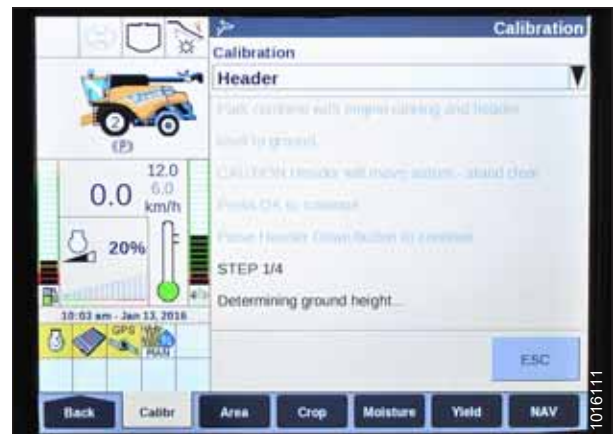 Calibration
Calibration
Header
Park combine with engine running and header
level to ground.
CAUTION Header will move autom - stand clear
Press OK to continue
Press Header Down Button to continue
STEP 1/4
Determining ground height...
ESC
2
(P)
12.0
0.0
6.0
km/h
20%
10:03 am - Jan 13, 2016
GPS
MAN
Back
Calibr
Area
Crop
Moisture
Yield
NAV
1016111